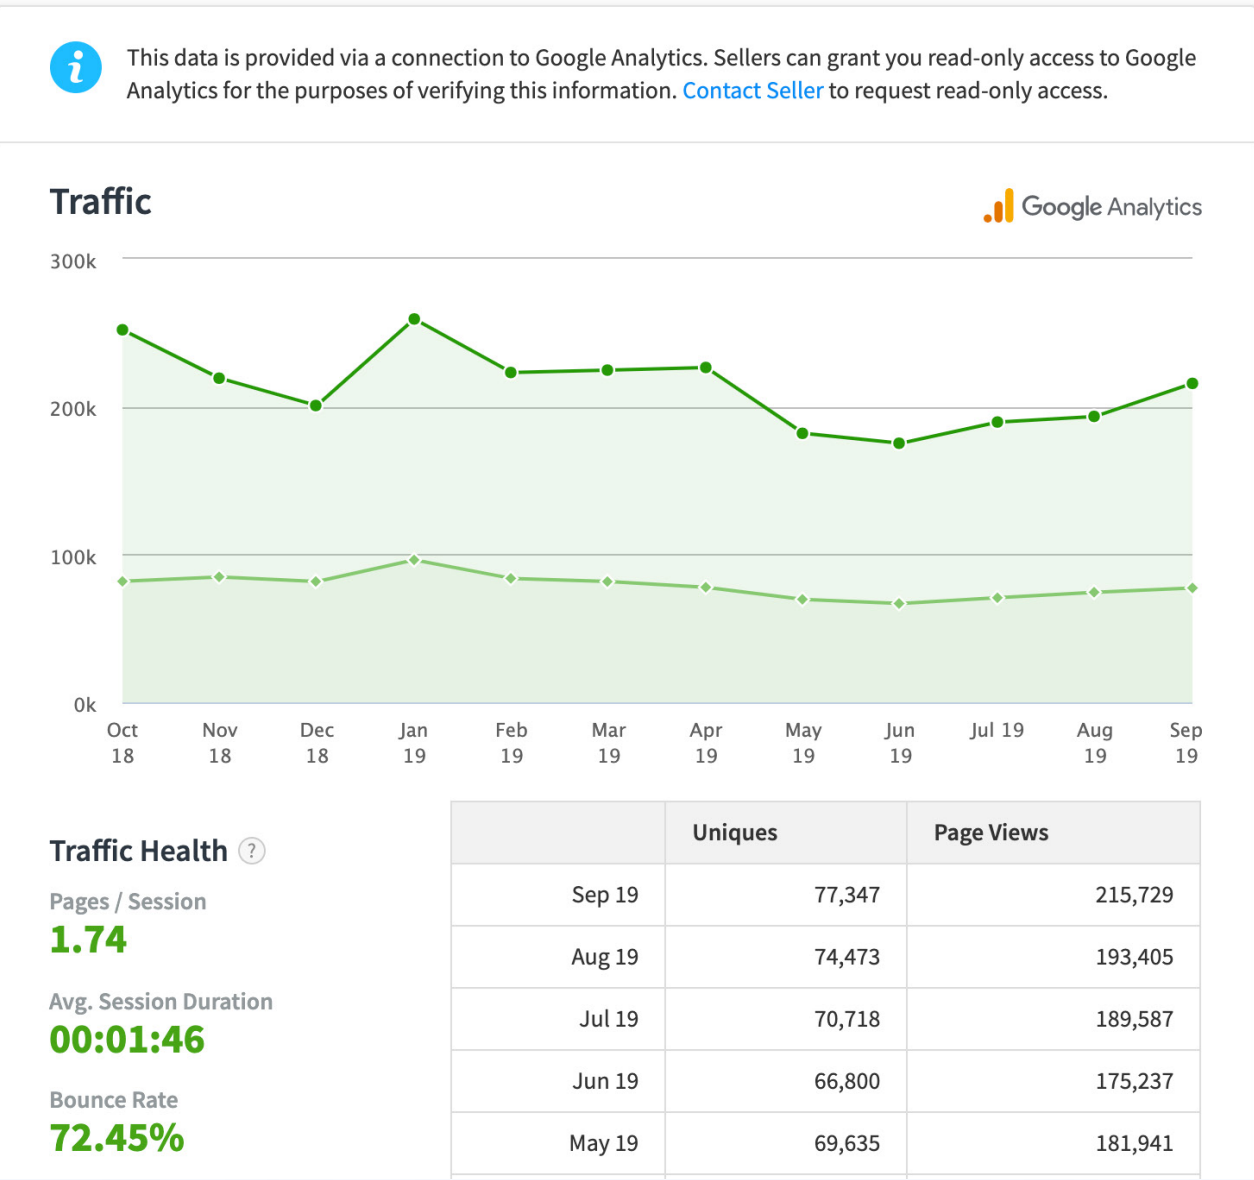 This data is provided via a connection to Google Analytics. Sellers can grant you read-only access to Google
Analytics for the purposes of verifying this information. Contact Seller to request read-only access.
Traffic
Google Analytics
300k
200k
100k
0k
Oct 18
Nov 18
Dec 18
Jan 19
Feb 19
Mar 19
Apr 19
May 19
Jun 19
Jul 19
Aug 19
Sep 19
Traffic Health ?
Pages / Session
1.74
Avg. Session Duration
00:01:46
Bounce Rate
72.45%
Uniques Page Views
Sep 19 77,347 215,729
Aug 19 74,473 193,405
Jul 19 70,718 189,587
Jun 19 66,800 175,237
May 19 69,635 181,941